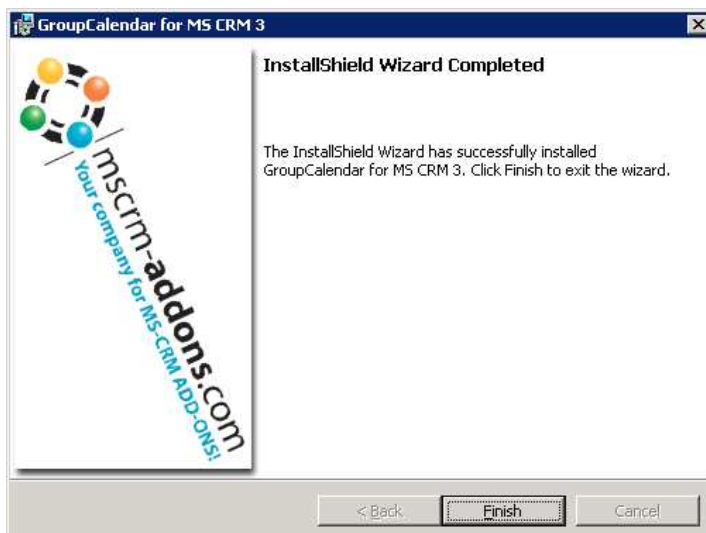 GroupCalendar for MS CRM 3
InstallShield Wizard Completed
The InstallShield Wizard has successfully installed
GroupCalendar for MS CRM 3. Click Finish to exit the wizard.
mscrm-addons.com
Your company for MS-CRM ADD-ONS!
< Back
Finish
Cancel